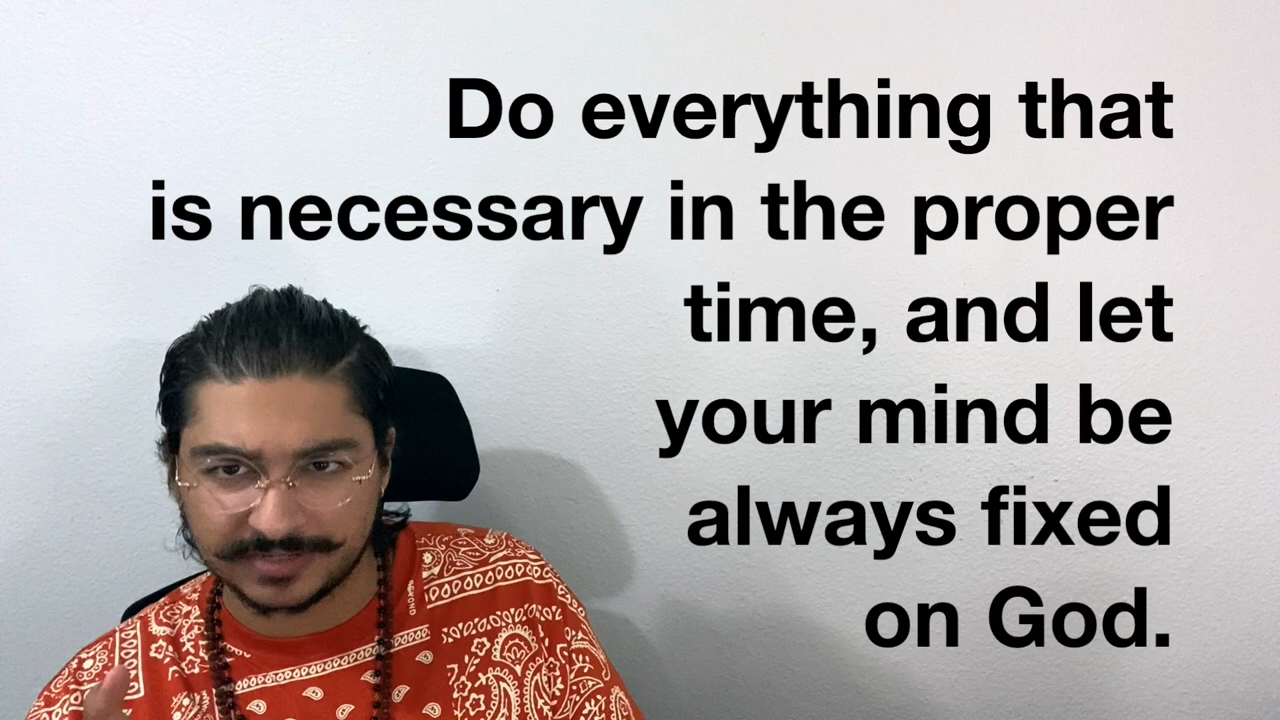 Do everything that
is necessary in the proper
time, and let
your mind be
always fixed
on God.